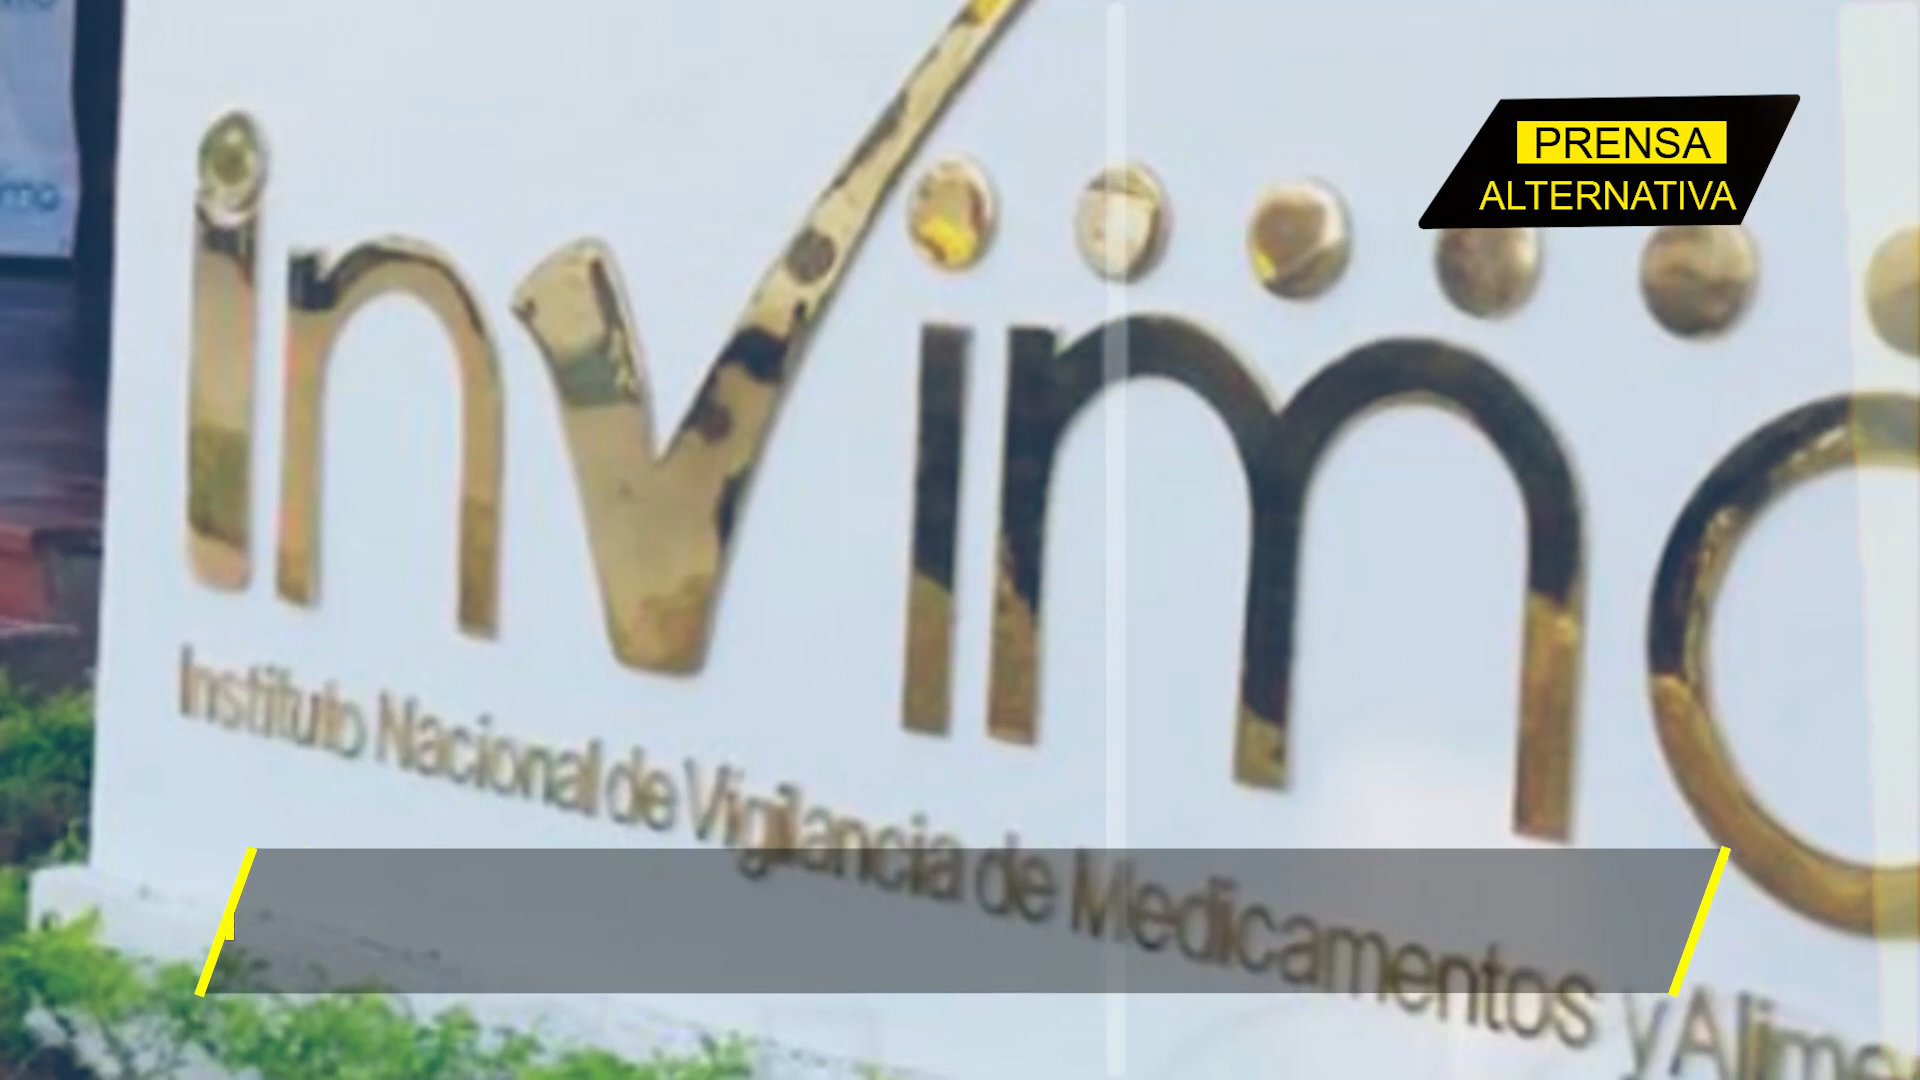 PRENSA
ALTERNATIVA
invima
Instituto Nacional de Vigilancia de Medicamentos y Alime